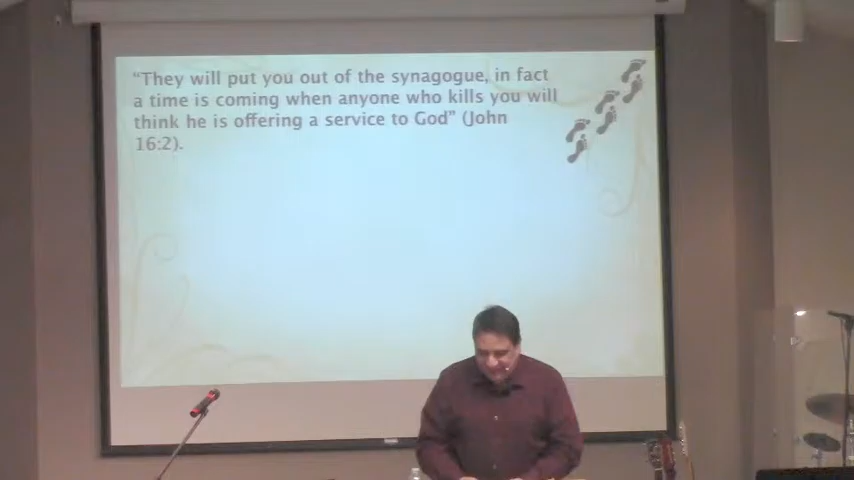 “They will put you out of the synagogue, in fact
a time is coming when anyone who kills you will
think he is offering a service to God” (John
16:2).